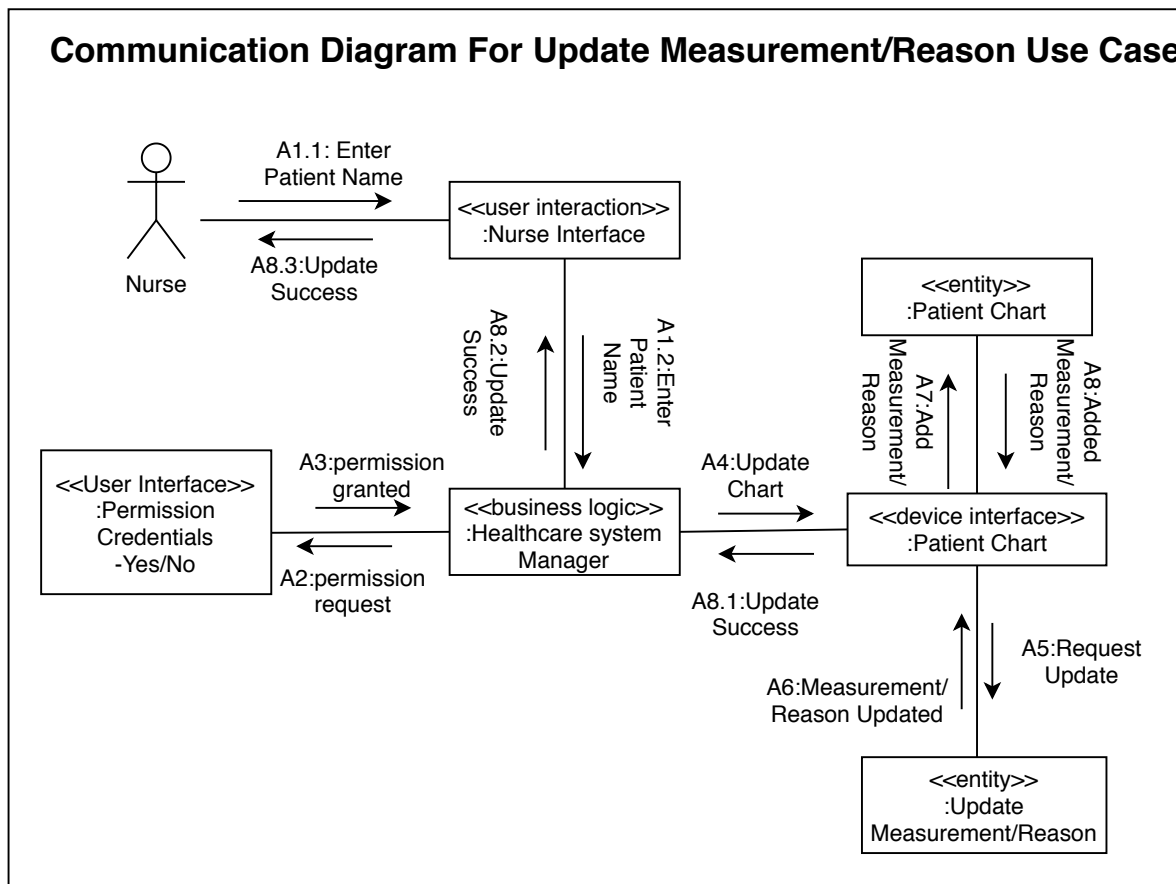 Communication Diagram For Update Measurement/Reason Use Case
A1.1: Enter
Patient Name
<<user interaction>>
:Nurse Interface
Nurse
A8.3:Update
Success
<<entity>>
:Patient Chart
A8.2:Update
Success
A1.2:Enter
Patient
Name
A7:Add
Measurement/
Reason
A8:Added
Measurement/
Reason
<<User Interface>>
:Permission
Credentials
-Yes/No
A3:permission
granted
A2:permission
request
<<business logic>>
:Healthcare system
Manager
A4:Update
Chart
A8.1:Update
Success
<<device interface>>
:Patient Chart
A6:Measurement/
Reason Updated
A5:Request
Update
<<entity>>
:Update
Measurement/Reason